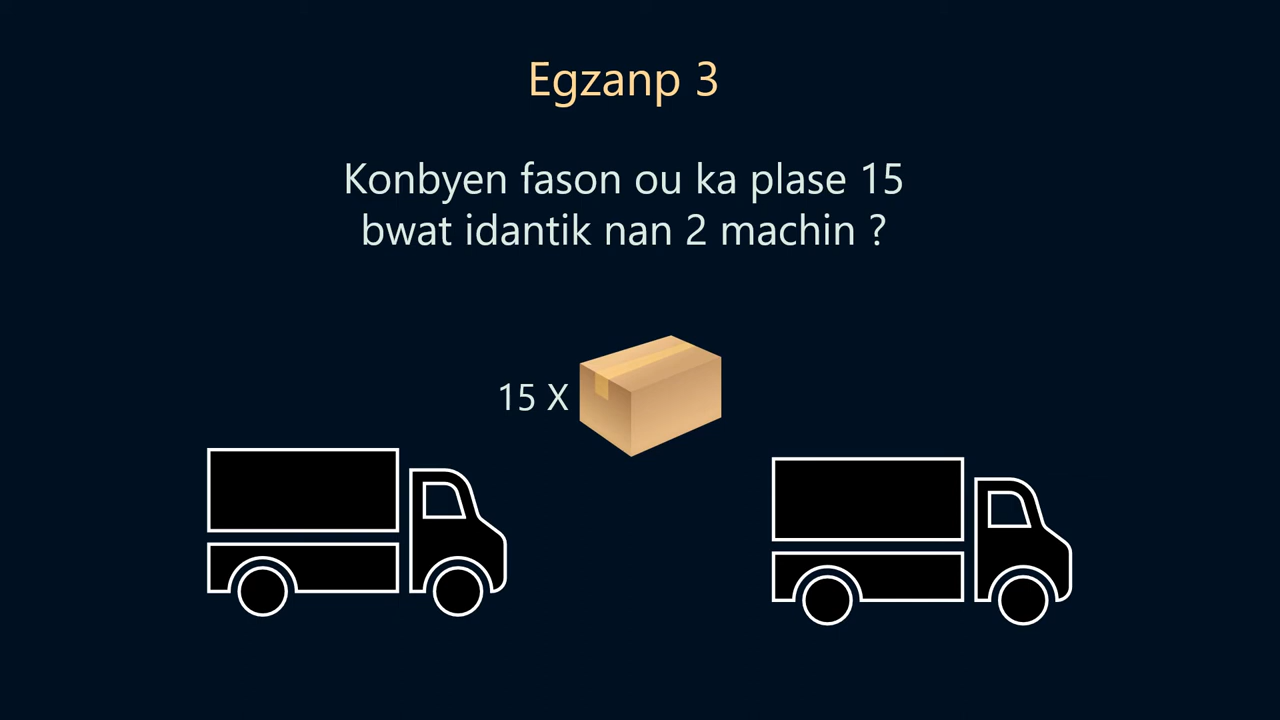 Egzanp 3
Konbyen fason ou ka plase 15
bwat idantik nan 2 machin ?
15 X